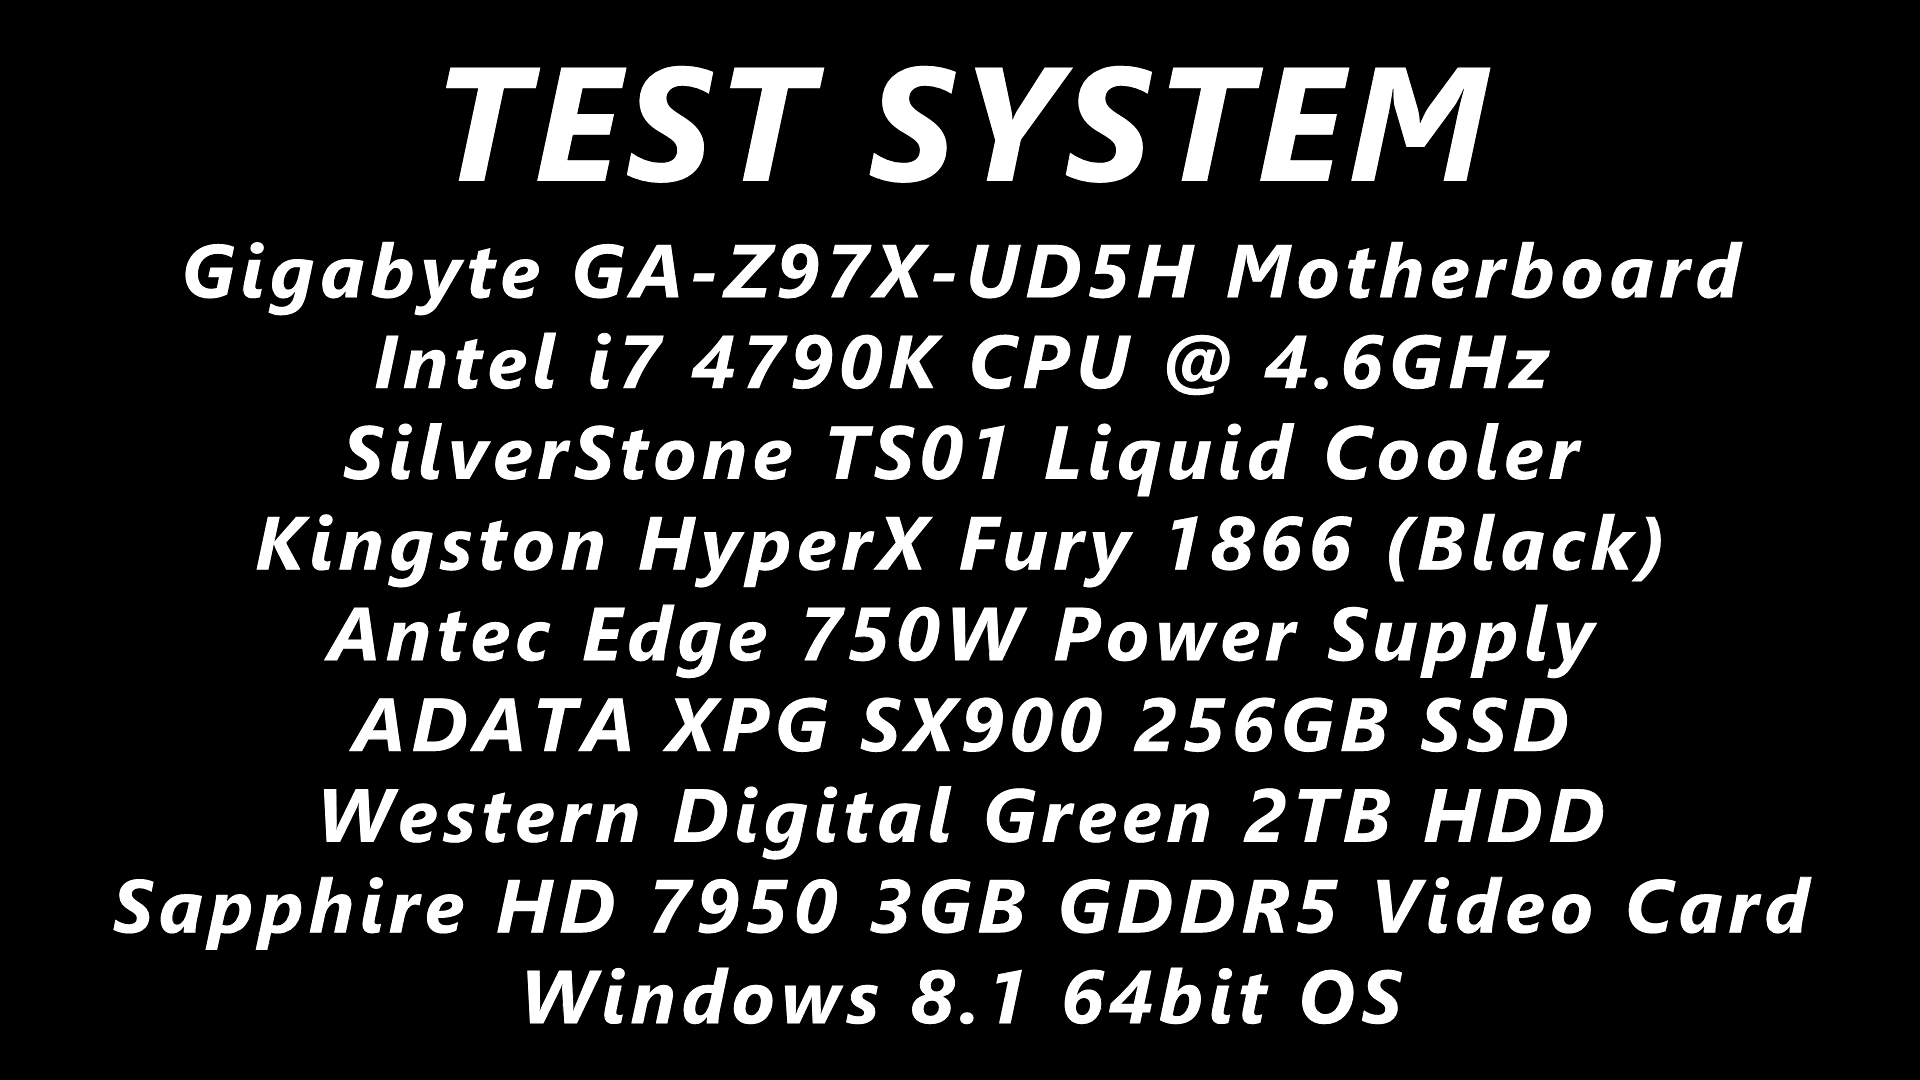 TEST SYSTEM
Gigabyte GA-Z97X-UD5H Motherboard
Intel i7 4790K CPU @ 4.6GHz
SilverStone TS01 Liquid Cooler
Kingston HyperX Fury 1866 (Black)
Antec Edge 750W Power Supply
ADATA XPG SX900 256GB SSD
Western Digital Green 2TB HDD
Sapphire HD 7950 3GB GDDR5 Video Card
Windows 8.1 64bit OS